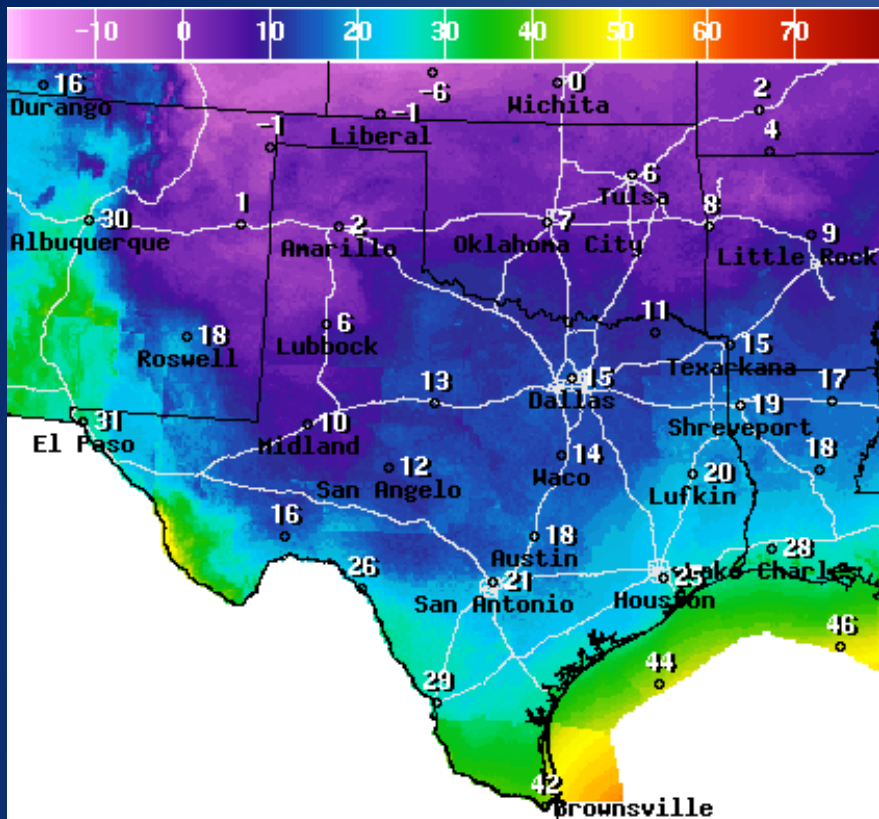 -10 0 10 20 30 40 50 60 70
16
Durango
-6
0
Wichita
2
-1
Liberal
-1
4
6
Tulsa
30
Albuquerque
1
2
Amarillo
7
Oklahoma City
8
9
Little Rock
18
Roswell
6
Lubbock
11
15
Texarkana
13
15
Dallas
19
Shreveport
17
31
El Paso
10
Midland
12
San Angelo
14
Waco
20
Lufkin
18
16
18
Austin
28
Lake Charles
26
21
San Antonio
25
Houston
46
44
29
42
Brownsville